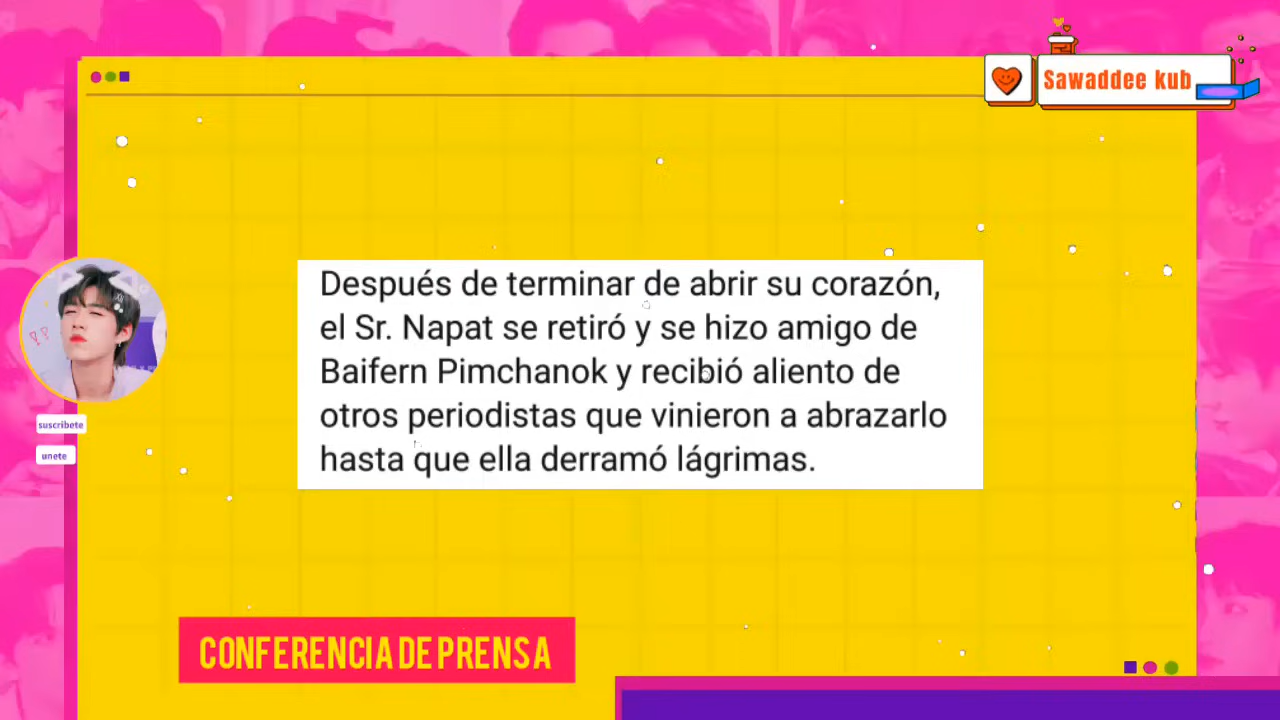 Sawaddee kub
Después de terminar de abrir su corazón,
el Sr. Napat se retiró y se hizo amigo de
Baifern Pimchanok y recibió aliento de
otros periodistas que vinieron a abrazarlo
hasta que ella derramó lágrimas.
suscribete
unete
CONFERENCIA DE PRENSA